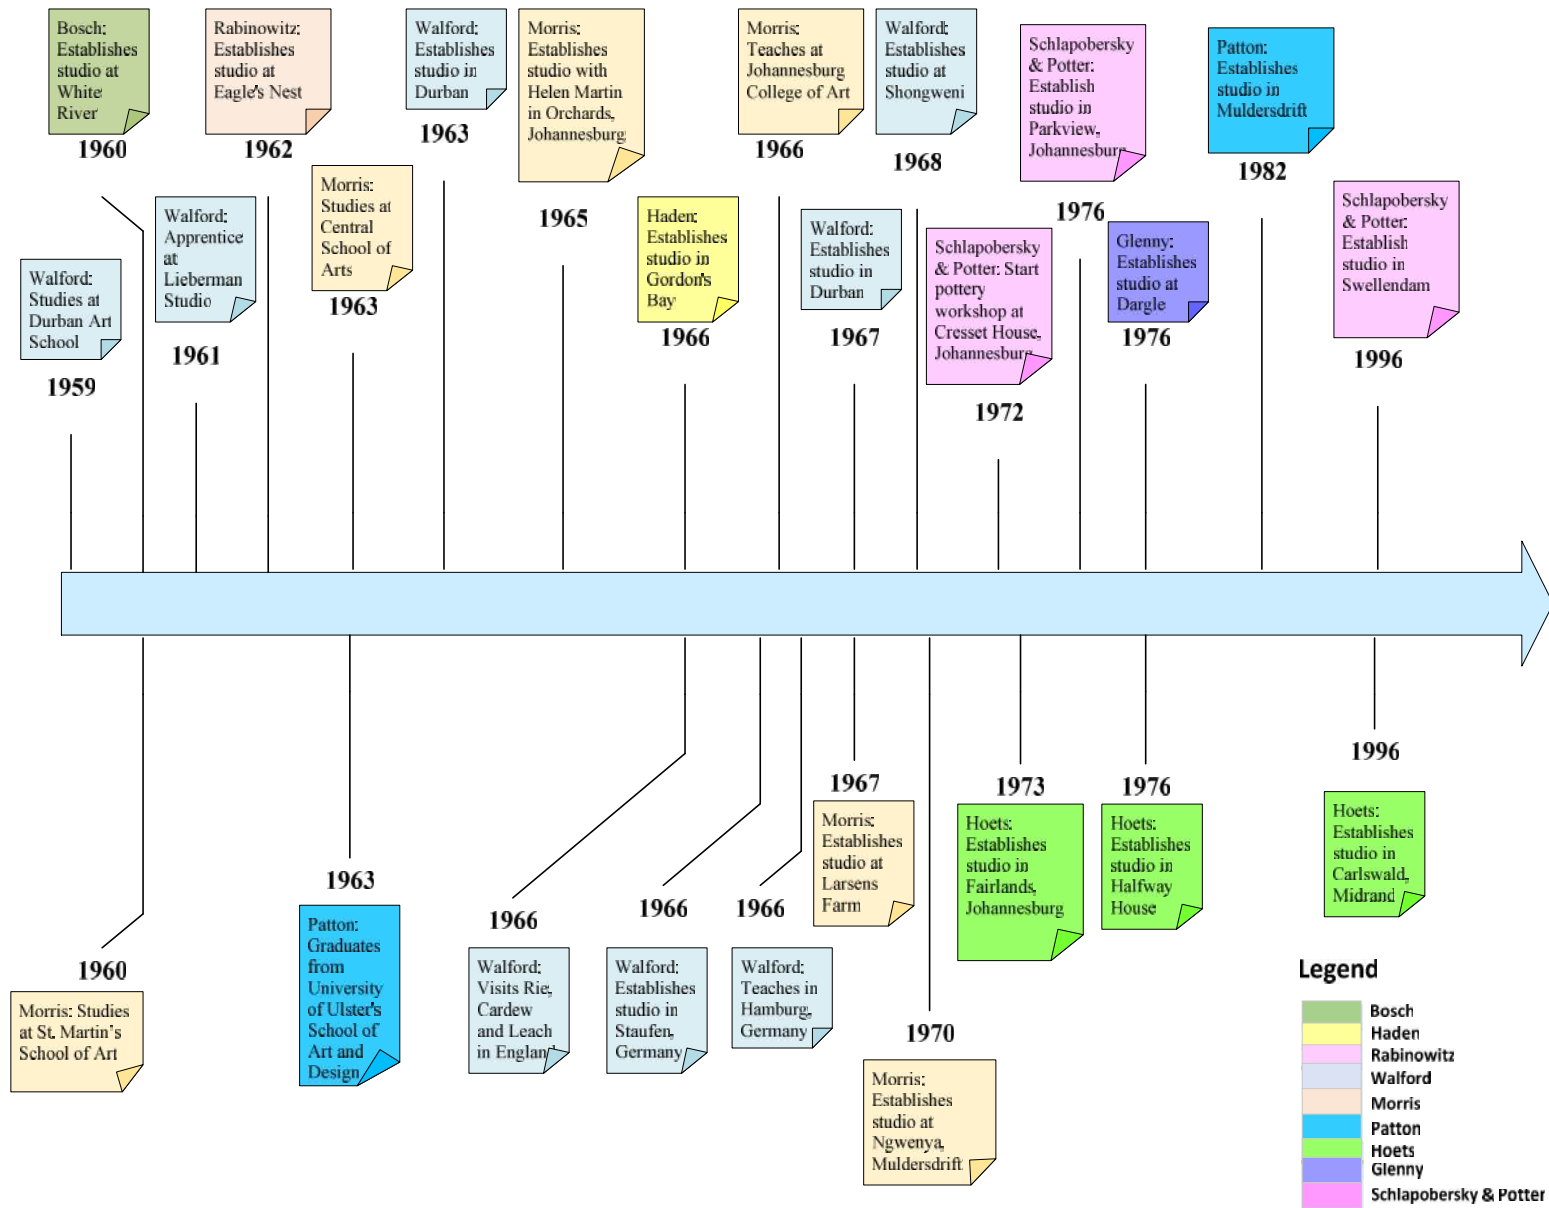 Bosch:
Establishes
studio at
White
River
1960
Rabinowitz:
Establishes
studio at
Eagle's Nest
1962
Walford:
Establishes
studio in
Durban
1963
Morris:
Establishes
studio with
Helen Martin
in Orchards,
Johannesburg
1965
Morris:
Teaches at
Johannesburg
College of Art
1966
Walford:
Establishes
studio at
Shongweni
1968
Schlapobersky
& Potter:
Establish
studio in
Parkview,
Johannesburg
1976
Patton:
Establishes
studio in
Muldersdrift
1982
Walford:
Studies at
Durban Art
School
1959
Walford:
Apprentice
at
Lieberman
Studio
1961
Morris:
Studies at
Central
School of
Arts
1963
Haden:
Establishes
studio in
Gordon's
Bay
1966
Walford:
Establishes
studio in
Durban
1967
Schlapobersky
& Potter: Start
pottery
workshop at
Cresset House,
Johannesburg
1972
Glenny:
Establishes
studio at
Dargle
1976
Schlapobersky
& Potter:
Establish
studio in
Swellendam
1996
1960
Morris: Studies
at St. Martin's
School of Art
1963
Patton:
Graduates
from
University
of Ulster's
School of
Art and
Design
1966
Walford:
Visits Rie,
Cardew
and Leach
in England
1966
Walford:
Establishes
studio in
Staufen,
Germany
1966
Walford:
Teaches in
Hamburg,
Germany
1967
Morris:
Establishes
studio at
Larsens
Farm
1970
Morris:
Establishes
studio at
Ngwenya,
Muldersdrift
1973
Hoets:
Establishes
studio in
Fairlands,
Johannesburg
1976
Hoets:
Establishes
studio in
Halfway
House
1996
Hoets:
Establishes
studio in
Carlswald,
Midrand
Legend
Bosch
Haden
Rabinowitz
Walford
Morris
Patton
Hoets
Glenny
Schlapobersky & Potter